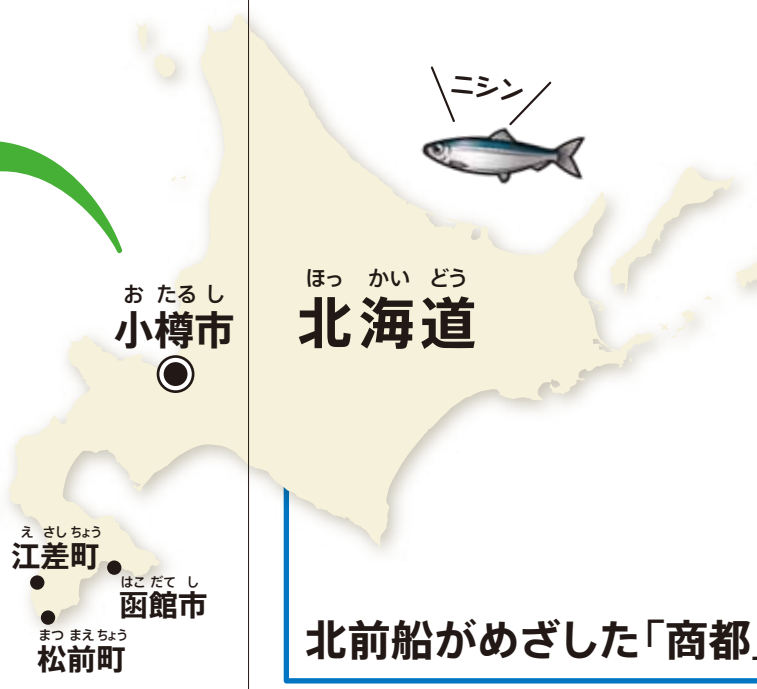 ニシン
ほっ かい どう
北海道
お たる し
小樽市
え さし ちょう
江差町
はこ だて し
函館市
まつ まえ ちょう
松前町
北前船がめざした「商都」